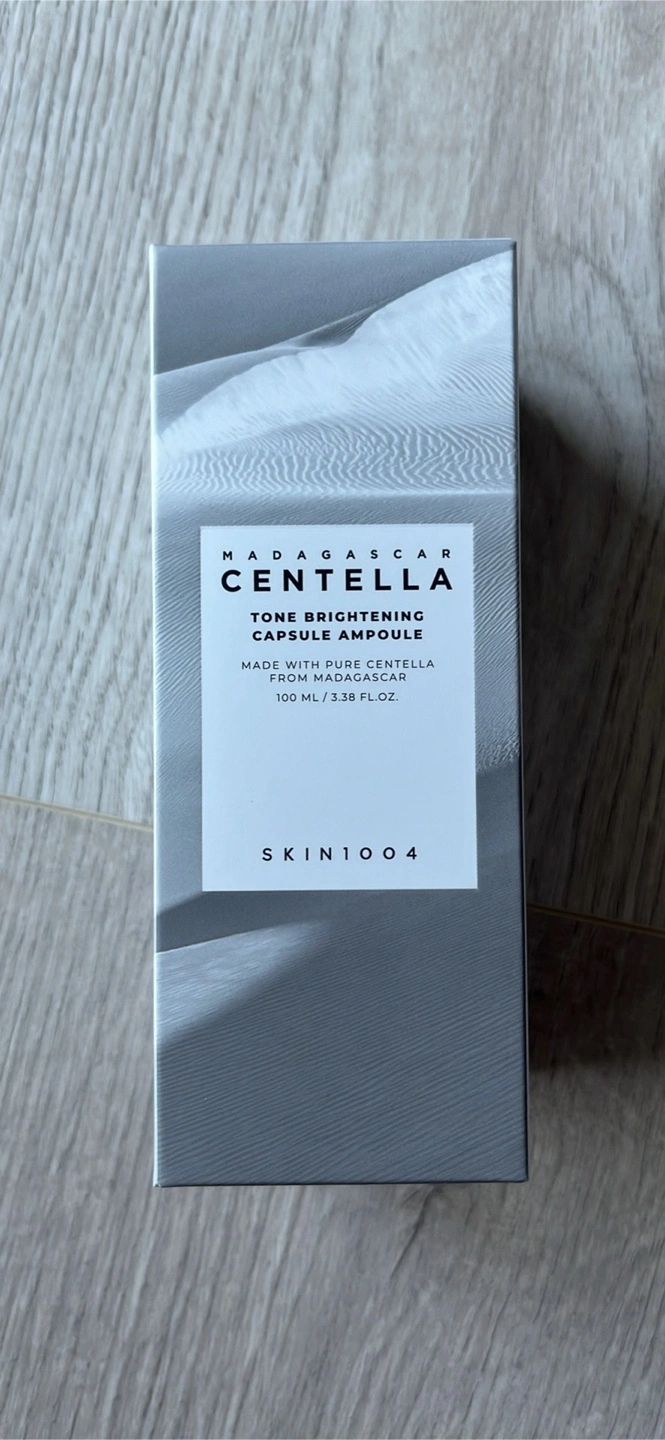 MADAGASCAR
CENTELLA
TONE BRIGHTENING
CAPSULE AMPOULE
MADE WITH PURE CENTELLA
FROM MADAGASCAR
100 ML / 3.38 FL.OZ.
SKIN1004